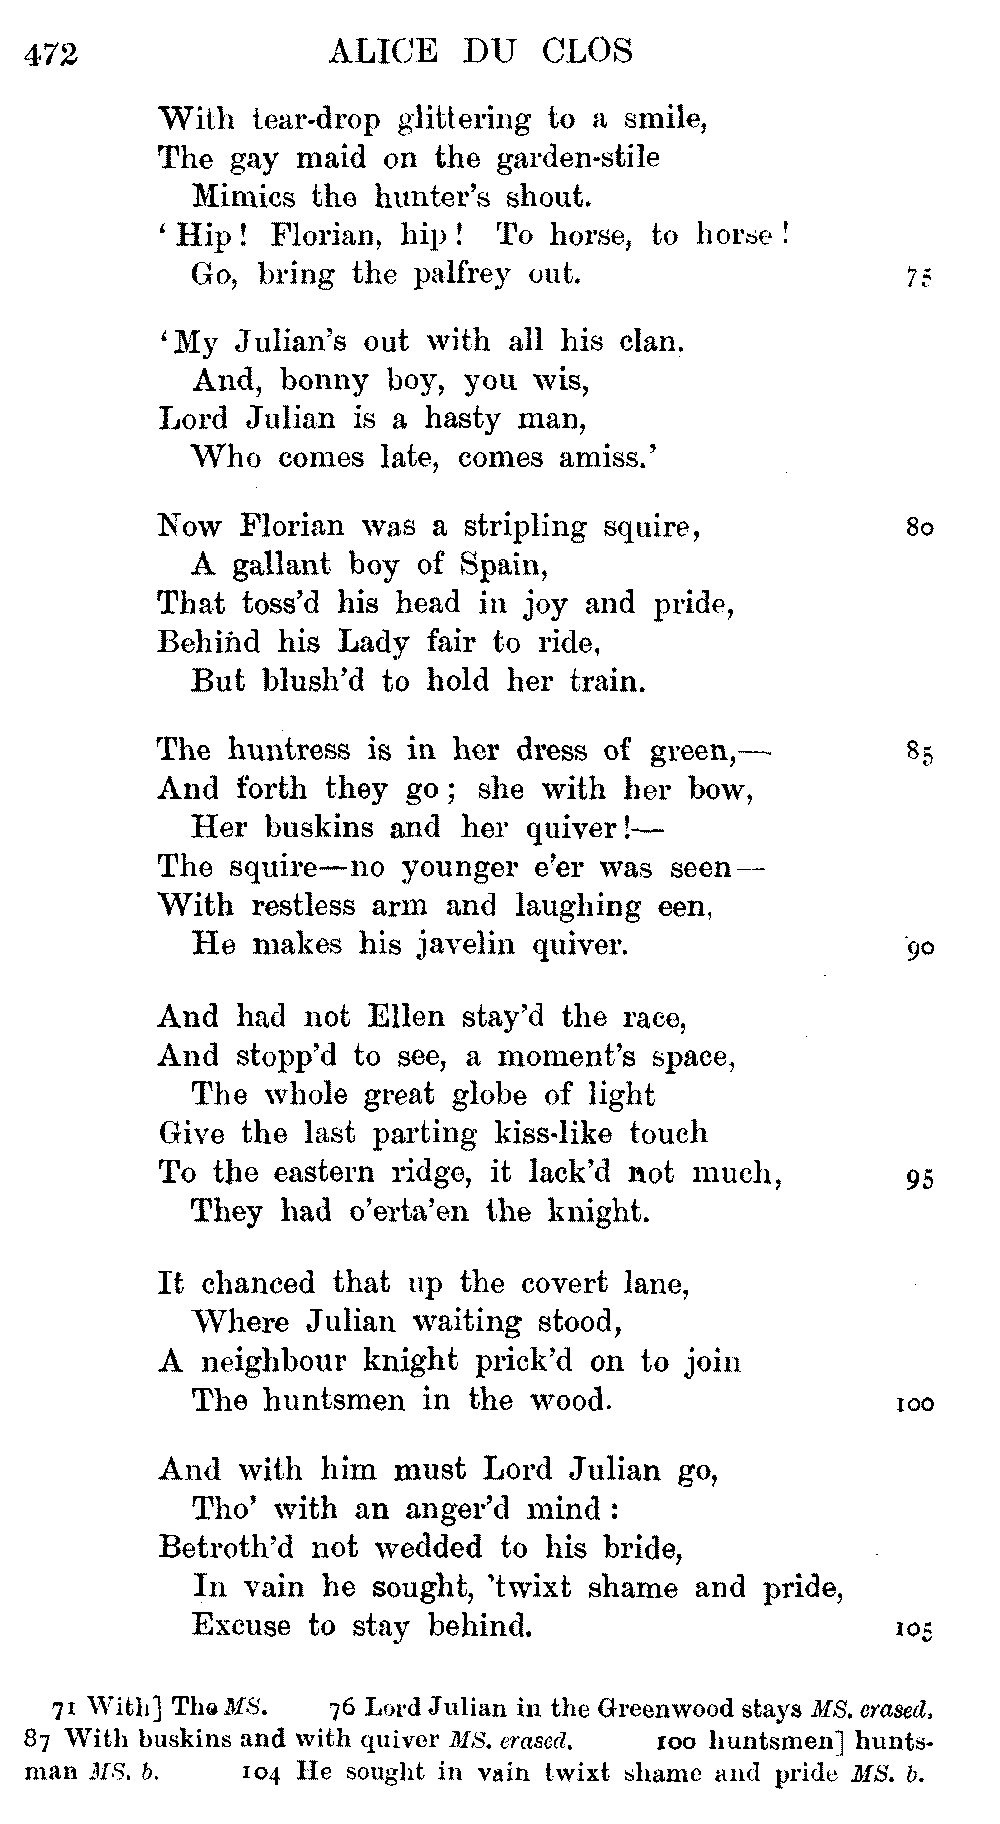 472 ALICE DU CLOS
With tear-drop glittering to a smile,
The gay maid on the garden-stile
Mimics the hunter's shout.
‘ Hip ! Florian, hip ! To horse, to horse !
Go, bring the palfrey out. 75
‘ My Julian's out with all his clan.
And, bonny boy, you wis,
Lord Julian is a hasty man,
Who comes late, comes amiss.’
Now Florian was a stripling squire, 80
A gallant boy of Spain,
That toss'd his head in joy and pride,
Behind his Lady fair to ride,
But blush'd to hold her train.
The huntress is in her dress of green,— 85
And forth they go ; she with her bow,
Her buskins and her quiver !—
The squire—no younger e'er was seen—
With restless arm and laughing een,
He makes his javelin quiver. 90
And had not Ellen stay'd the race,
And stopp'd to see, a moment's space,
The whole great globe of light
Give the last parting kiss-like touch
To the eastern ridge, it lack'd not much, 95
They had o'erta'en the knight.
It chanced that up the covert lane,
Where Julian waiting stood,
A neighbour knight prick'd on to join
The huntsmen in the wood. 100
And with him must Lord Julian go,
Tho' with an anger'd mind :
Betroth'd not wedded to his bride,
In vain he sought, 'twixt shame and pride,
Excuse to stay behind. 105
71 With] The MS. 76 Lord Julian in the Greenwood stays MS. erased.
87 With buskins and with quiver MS. erased. 100 huntsmen] hunts-
man MS. b. 104 He sought in vain twixt shame and pride MS. b.